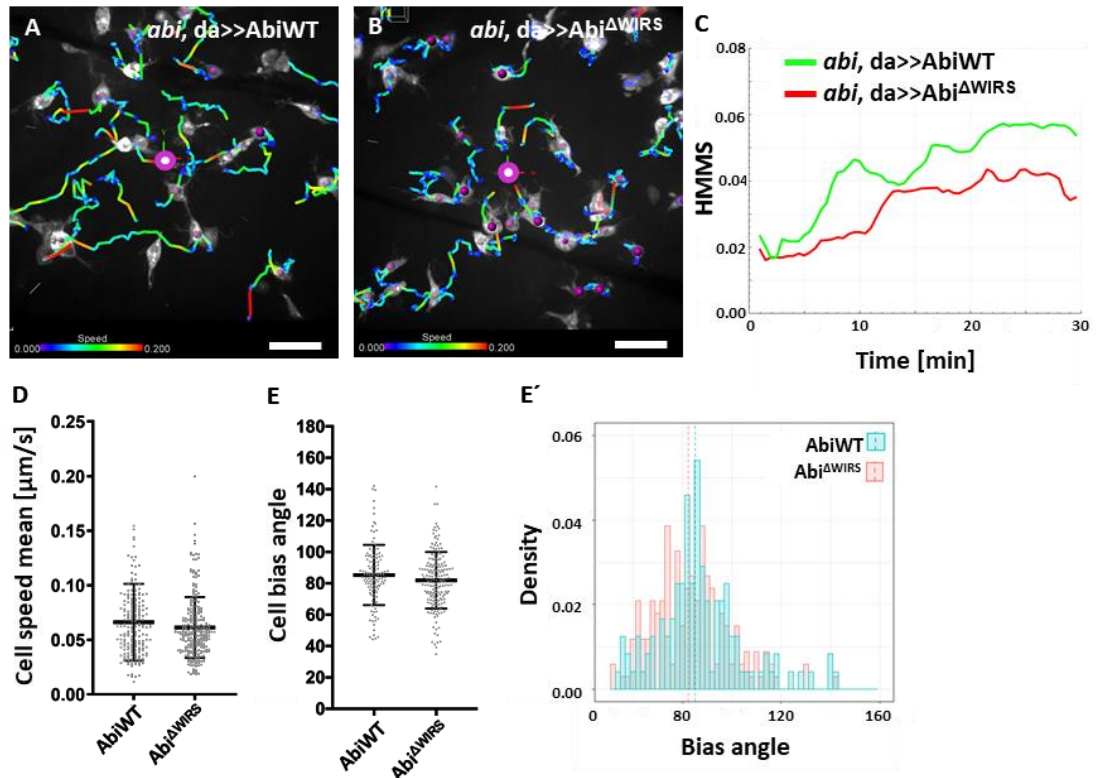 A
abi, da>>AbiWT
Speed
0.000
0.200
B
abi, da>>Abi^ΔWIRS
Speed
0.000
0.200
C
abi, da>>AbiWT
abi, da>>Abi^ΔWIRS
HMMS
0.08
0.06
0.04
0.02
0.00
0
10
20
30
Time [min]
D
Cell speed mean [µm/s]
0.25
0.20
0.15
0.10
0.05
0.00
AbiWT
Abi^ΔWIRS
E
Cell bias angle
180
160
140
120
100
80
60
40
20
0
AbiWT
Abi^ΔWIRS
E´
AbiWT
Abi^ΔWIRS
Density
0.06
0.04
0.02
0.00
0
80
120
160
Bias angle